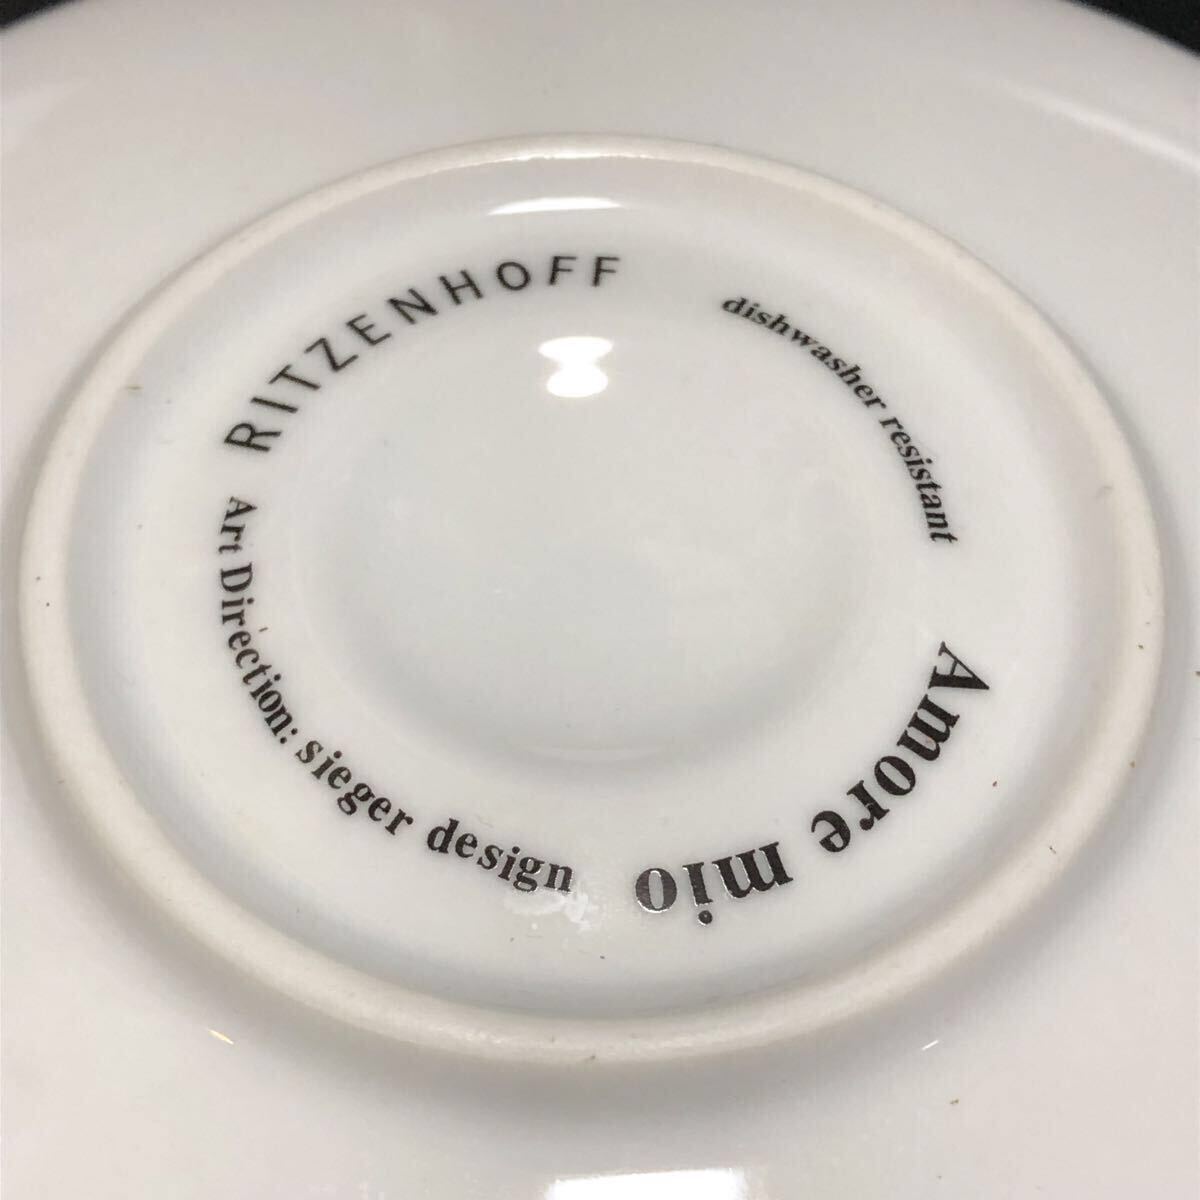 RITZENHOFF
dishwasher resistant
Amore mio
Art Direction: sieger design